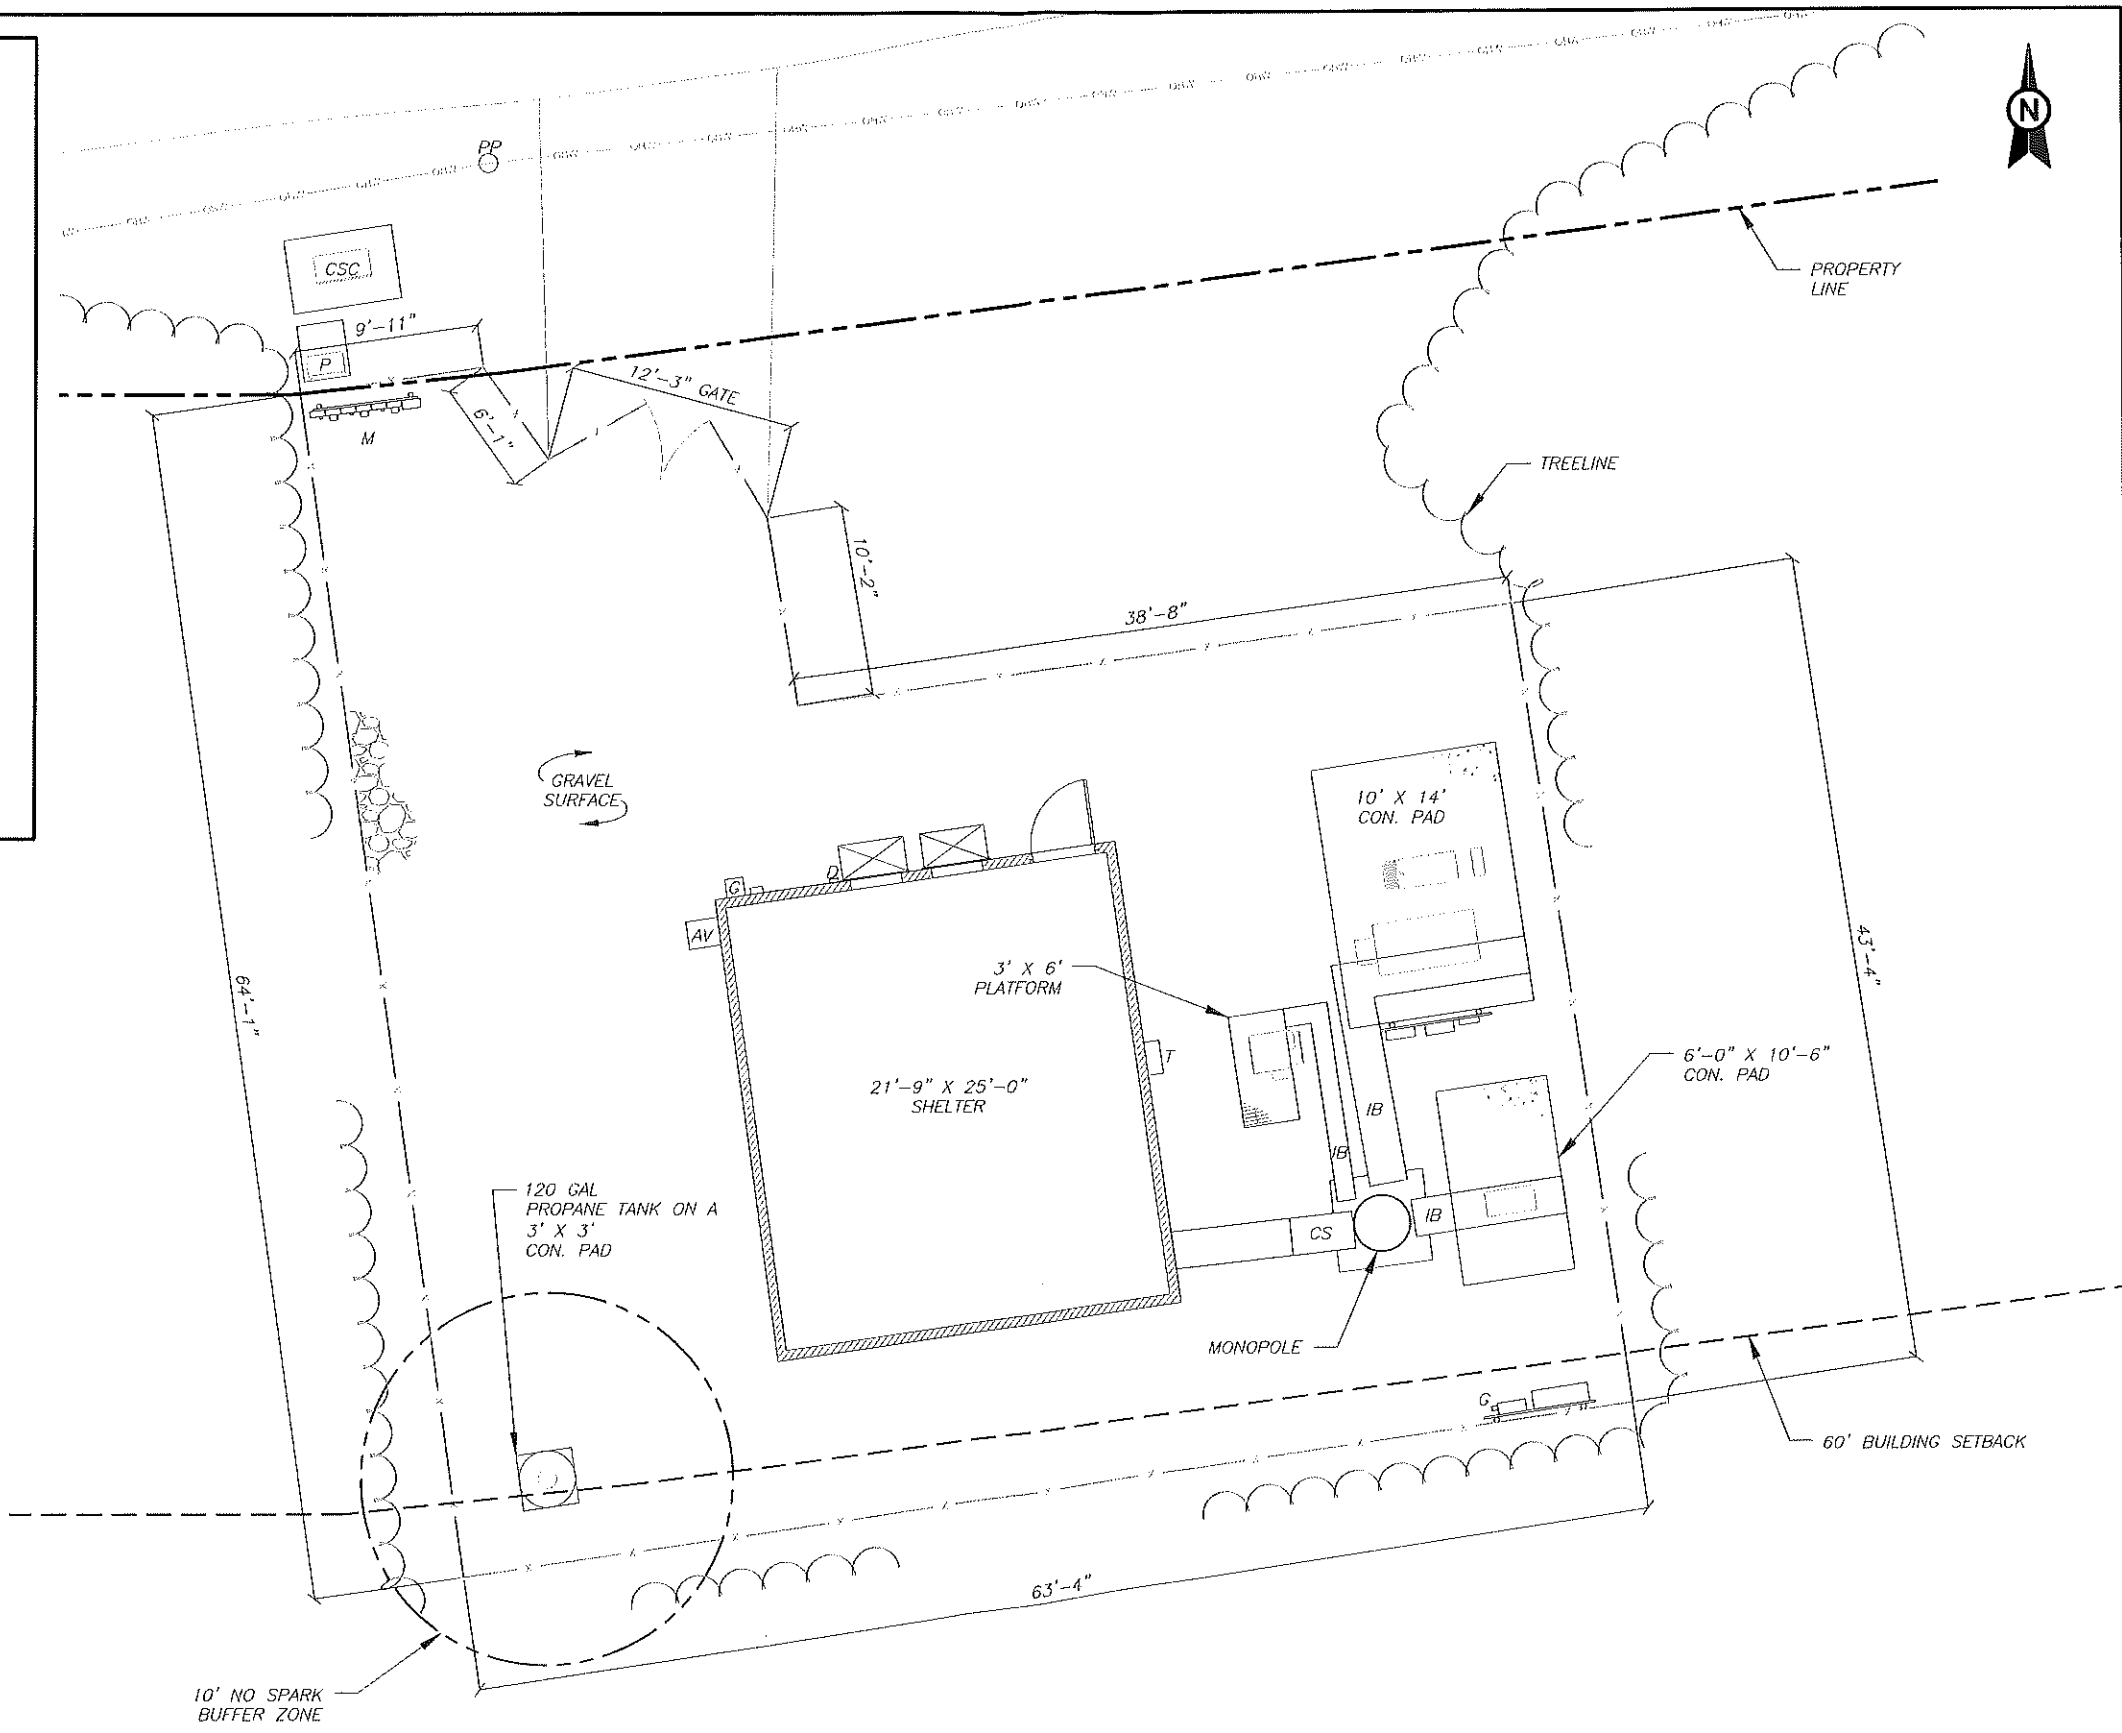 N
PP
CSC
PROPERTY
LINE
9'-11"
P
12'-3" GATE
6'-1"
M
TREELINE
10'-2"
38'-8"
GRAVEL
SURFACE
10' X 14'
CON. PAD
G
AV
43'-4"
3' X 6'
PLATFORM
64'-1"
T
6'-0" X 10'-6"
CON. PAD
21'-9" X 25'-0"
SHELTER
IB
IB
120 GAL
PROPANE TANK ON A
3' X 3'
CON. PAD
IB
CS
MONOPOLE
G
60' BUILDING SETBACK
63'-4"
10' NO SPARK
BUFFER ZONE